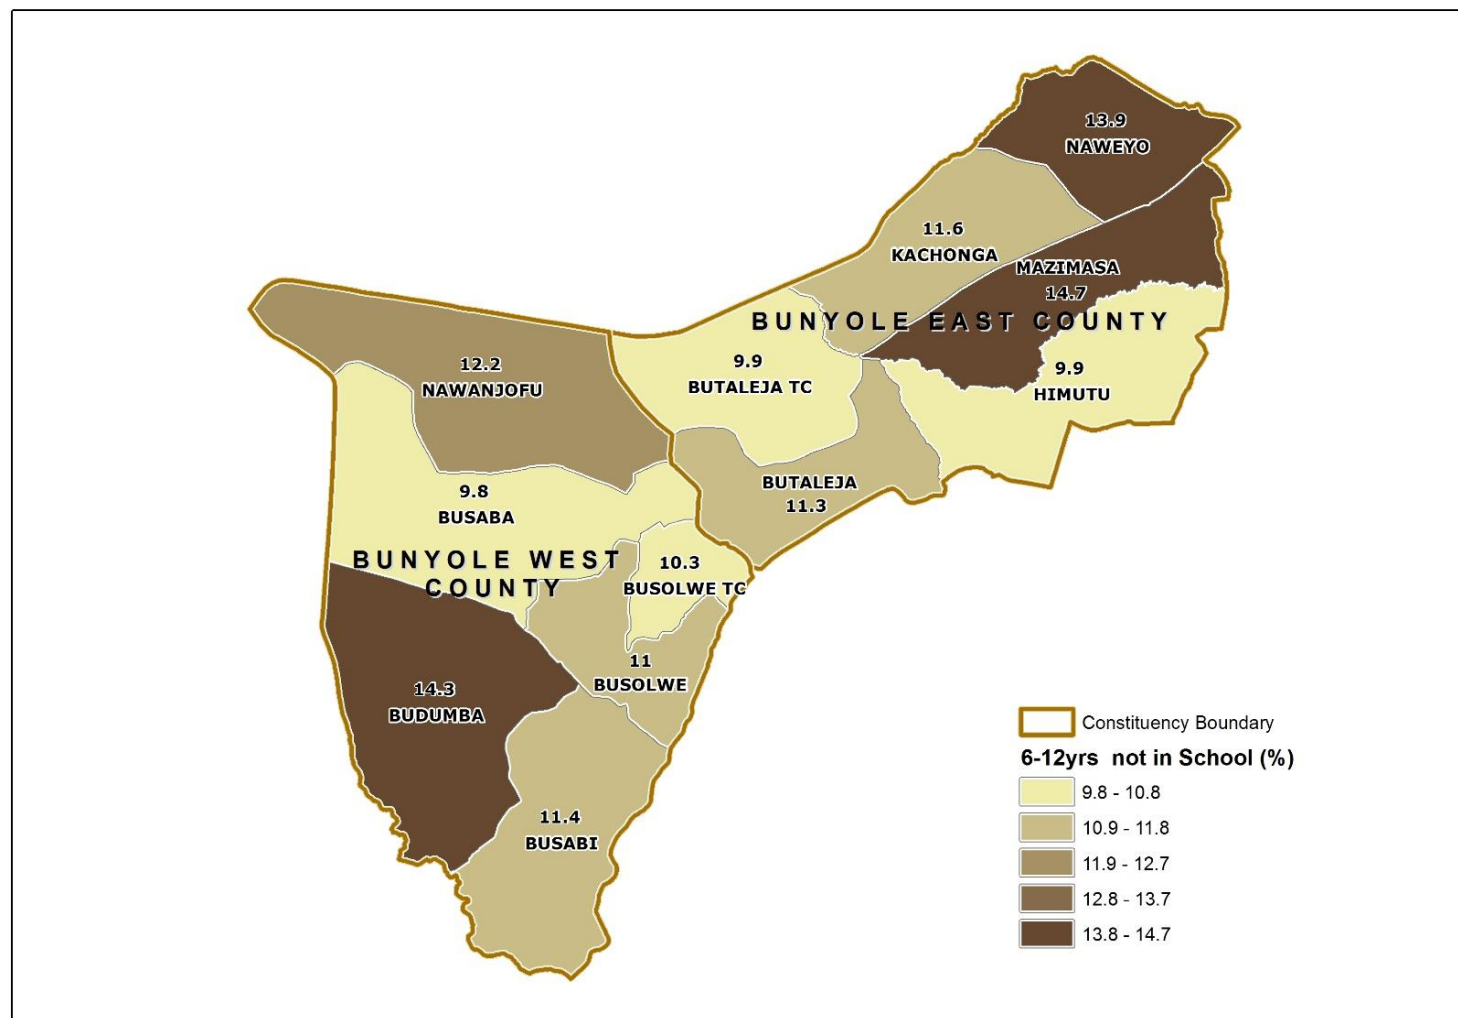 13.9
NAWEYO
11.6
KACHONGA
MAZIMASA
14.7
BUNYOLE EAST COUNTY
9.9
BUTALEJA TC
9.9
HIMUTU
12.2
NAWANJOFU
BUTALEJA
11.3
9.8
BUSABA
BUNYOLE WEST
COUNTY
10.3
BUSOLWE TC
11
BUSOLWE
14.3
BUDUMBA
11.4
BUSABI
Constituency Boundary
6-12yrs not in School (%)
9.8 - 10.8
10.9 - 11.8
11.9 - 12.7
12.8 - 13.7
13.8 - 14.7